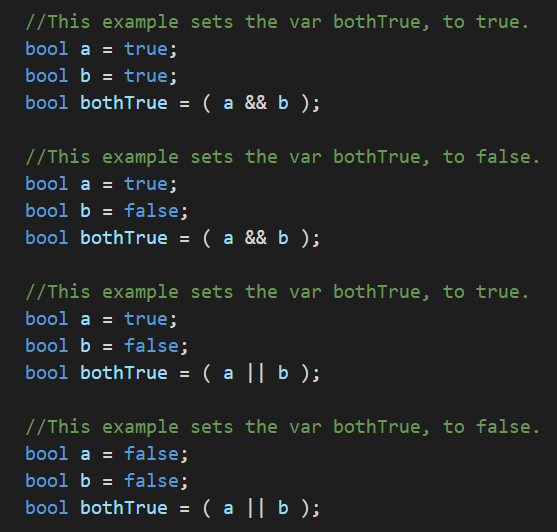 //This example sets the var bothTrue, to true.
bool a = true;
bool b = true;
bool bothTrue = ( a && b );
//This example sets the var bothTrue, to false.
bool a = true;
bool b = false;
bool bothTrue = ( a && b );
//This example sets the var bothTrue, to true.
bool a = true;
bool b = false;
bool bothTrue = ( a || b );
//This example sets the var bothTrue, to false.
bool a = false;
bool b = false;
bool bothTrue = ( a || b );